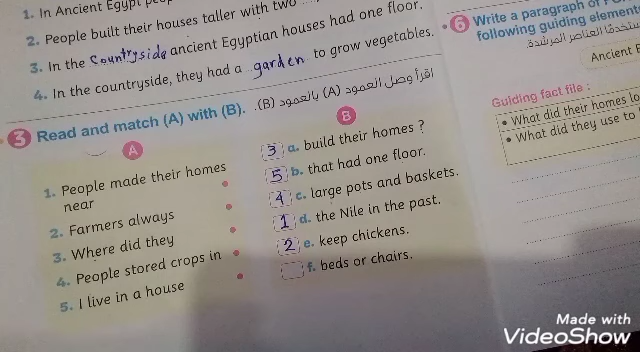 1. In Ancient Egypt
2. People built their houses taller with two
3. In the Countryside ancient Egyptian houses had one floor.
4. In the countryside, they had a garden to grow vegetables.
3 Read and match (A) with (B). اقرأ وصل العمود (A) بالعمود (B).
A
1. People made their homes
near
2. Farmers always
3. Where did they
4. People stored crops in
5. I live in a house
B
3 a. build their homes ?
5 b. that had one floor.
4 c. large pots and baskets.
1 d. the Nile in the past.
2 e. keep chickens.
f. beds or chairs.
6 Write a paragraph of
following guiding element
العناصر المرشدة
Ancient E
Guiding fact file :
• What did their homes lo
• What did they use to
Made with
VideoShow